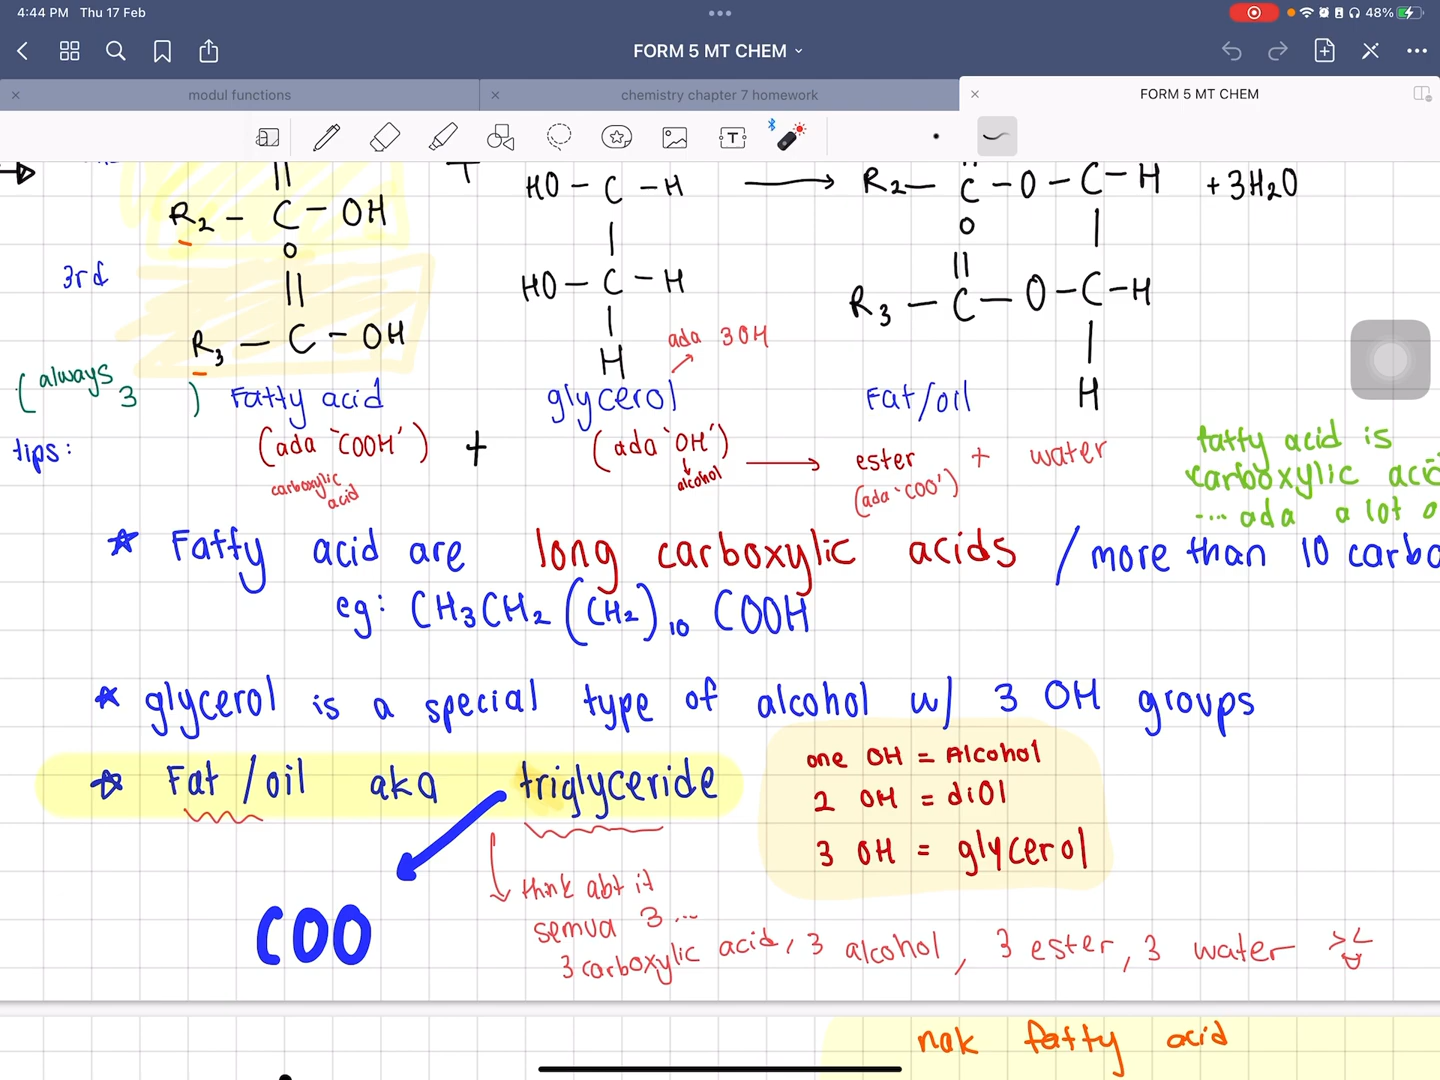 4:44 PM Thu 17 Feb
48%
FORM 5 MT CHEM
modul functions
chemistry chapter 7 homework
FORM 5 MT CHEM
R2 – C – OH
O
R3 – C – OH
3rd
(always 3)
HO – C – H
HO – C – H
H
ada 3OH
R2 – C – O – C – H + 3H2O
O
R3 – C – O – C – H
H
Fatty acid
glycerol
Fat/oil
tips:
(ada 'COOH') + (ada 'OH') → ester + water
carboxylic acid
alcohol
(ada 'COO')
fatty acid is
carboxylic acid
... ada a lot o
* Fatty acid are long carboxylic acids / more than 10 carbo
eg: CH3CH2(CH2)10 COOH
* glycerol is a special type of alcohol w/ 3 OH groups
* Fat/oil aka triglyceride
one OH = Alcohol
2 OH = diOl
3 OH = glycerol
COO
think abt it
semua 3 ...
3 carboxylic acid, 3 alcohol, 3 ester, 3 water
nak fatty acid